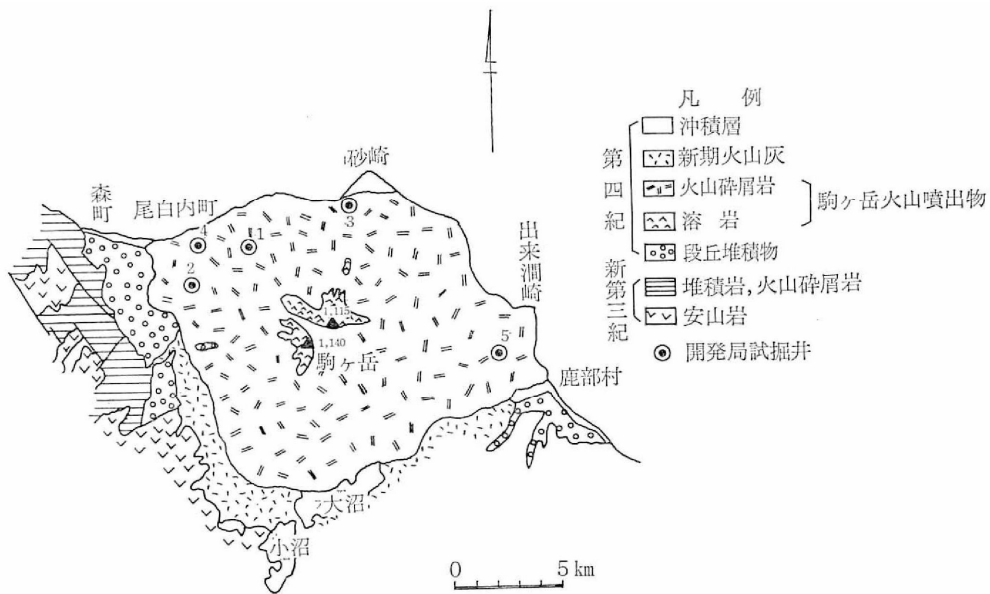 凡 例
沖積層
新期火山灰
火山砕屑岩
溶岩
駒ヶ岳火山噴出物
段丘堆積物
堆積岩,火山砕屑岩
安山岩
開発局試掘井
第四紀
新第三紀
砂崎
森町
尾白内町
出来澗崎
4
1
3
2
1,115
1,140
駒ヶ岳
5
鹿部村
大沼
小沼
0 5 km